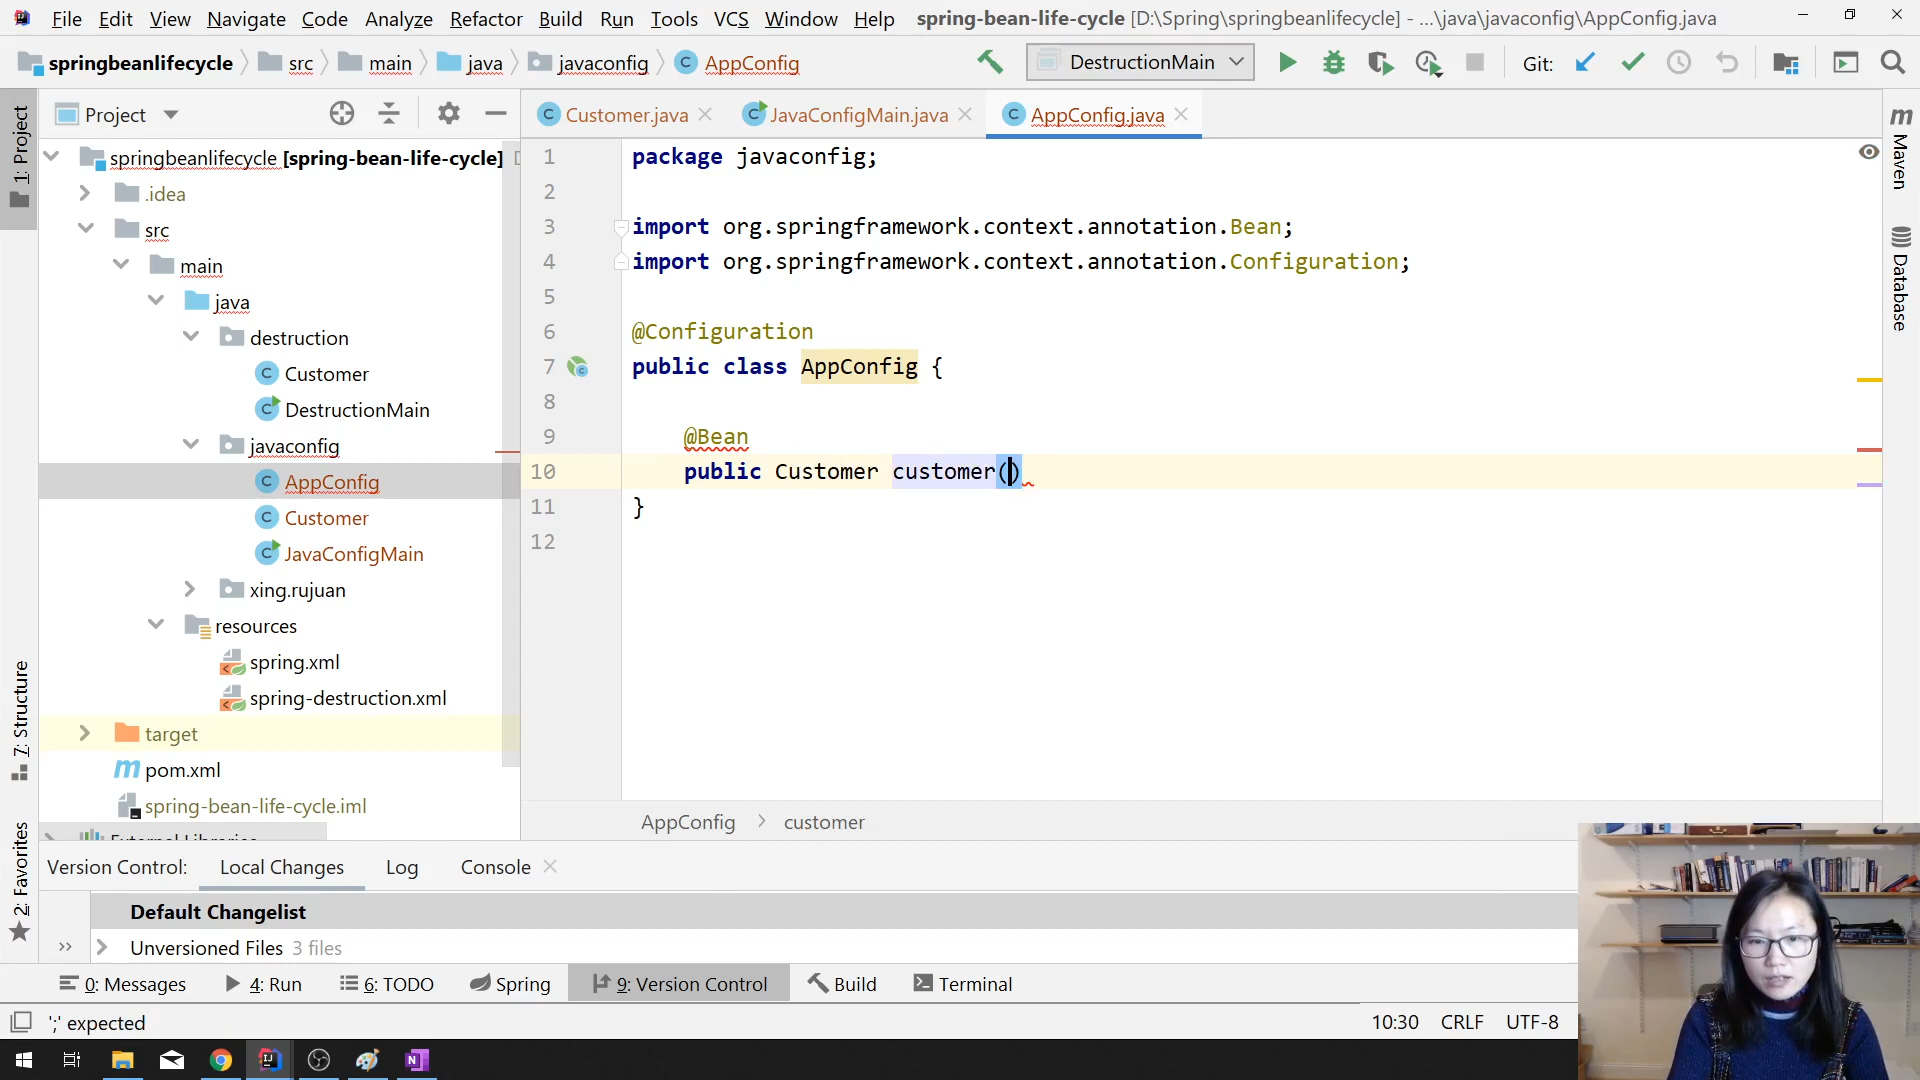 File Edit View Navigate Code Analyze Refactor Build Run Tools VCS Window Help spring-bean-life-cycle [D:\Spring\springbeanlifecycle] - ...\java\javaconfig\AppConfig.java
springbeanlifecycle src main java javaconfig AppConfig DestructionMain Git:
Project
Customer.java JavaConfigMain.java AppConfig.java
1: Project
7: Structure
2: Favorites
Maven
Database
springbeanlifecycle [spring-bean-life-cycle]
.idea
src
main
java
destruction
Customer
DestructionMain
javaconfig
AppConfig
Customer
JavaConfigMain
xing.rujuan
resources
spring.xml
spring-destruction.xml
target
pom.xml
spring-bean-life-cycle.iml
External Libraries
1 package javaconfig;
2
3 import org.springframework.context.annotation.Bean;
4 import org.springframework.context.annotation.Configuration;
5
6 @Configuration
7 public class AppConfig {
8
9 @Bean
10 public Customer customer()
11 }
12
AppConfig customer
Version Control: Local Changes Log Console
Default Changelist
Unversioned Files 3 files
0: Messages 4: Run 6: TODO Spring 9: Version Control Build Terminal
';' expected 10:30 CRLF UTF-8